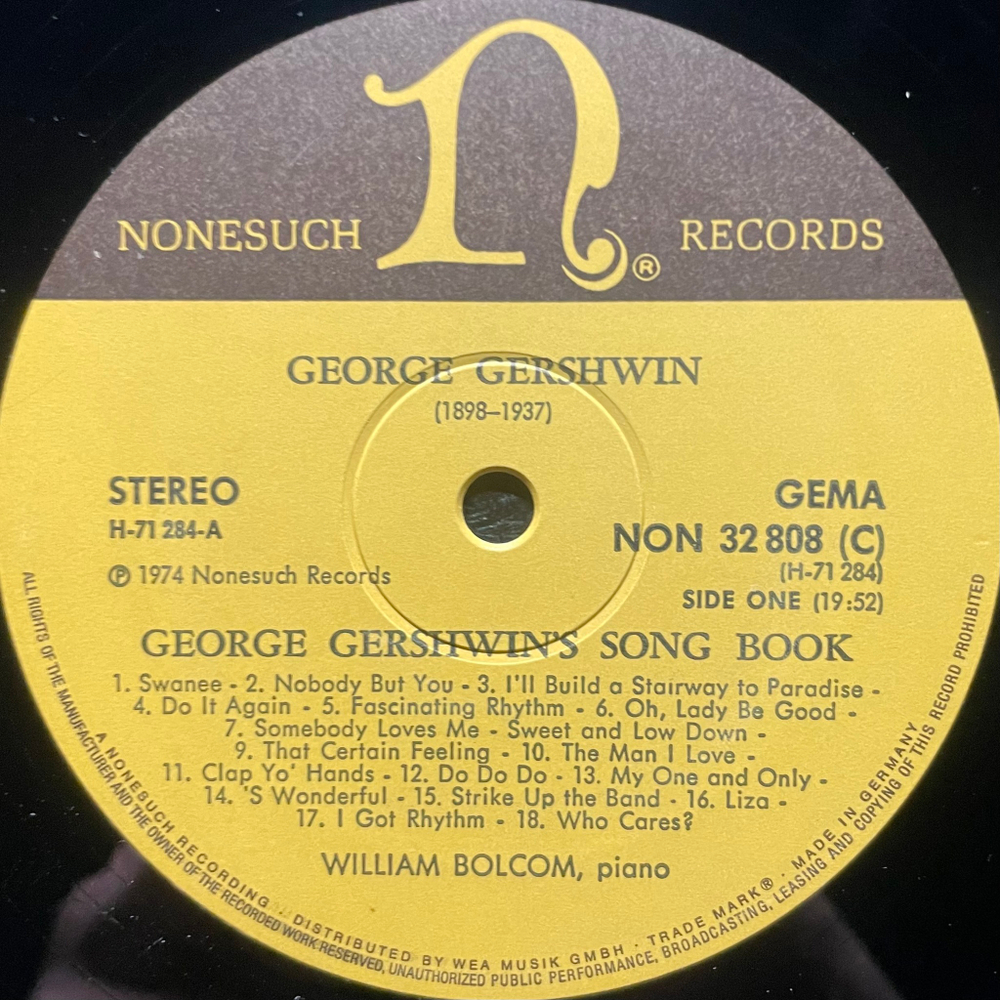 n
NONESUCH RECORDS ®
GEORGE GERSHWIN
(1898–1937)
STEREO
H-71 284-A
℗ 1974 Nonesuch Records
GEMA
NON 32 808 (C)
(H-71 284)
SIDE ONE (19:52)
GEORGE GERSHWIN'S SONG BOOK
1. Swanee - 2. Nobody But You - 3. I'll Build a Stairway to Paradise -
4. Do It Again - 5. Fascinating Rhythm - 6. Oh, Lady Be Good -
7. Somebody Loves Me - Sweet and Low Down -
9. That Certain Feeling - 10. The Man I Love -
11. Clap Yo' Hands - 12. Do Do Do - 13. My One and Only -
14. 'S Wonderful - 15. Strike Up the Band - 16. Liza -
17. I Got Rhythm - 18. Who Cares?
WILLIAM BOLCOM, piano
A NONESUCH RECORDING · DISTRIBUTED BY WEA MUSIK GMBH · TRADE MARK® · MADE IN GERMANY
ALL RIGHTS OF THE MANUFACTURER AND THE OWNER OF THE RECORDED WORK RESERVED, UNAUTHORIZED PUBLIC PERFORMANCE, BROADCASTING, LEASING AND COPYING OF THIS RECORD PROHIBITED